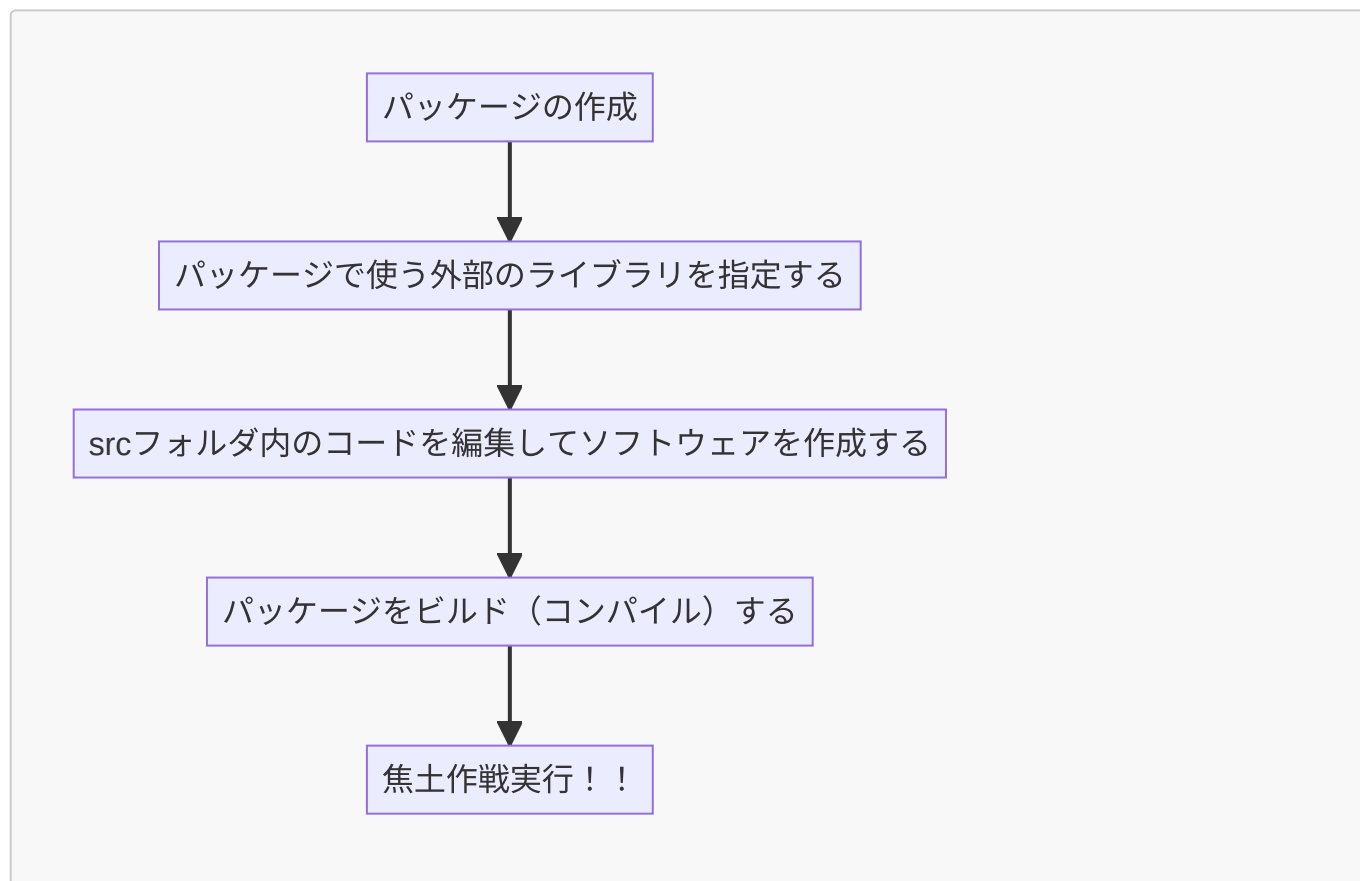 パッケージの作成
パッケージで使う外部のライブラリを指定する
srcフォルダ内のコードを編集してソフトウェアを作成する
パッケージをビルド（コンパイル）する
焦土作戦実行！！